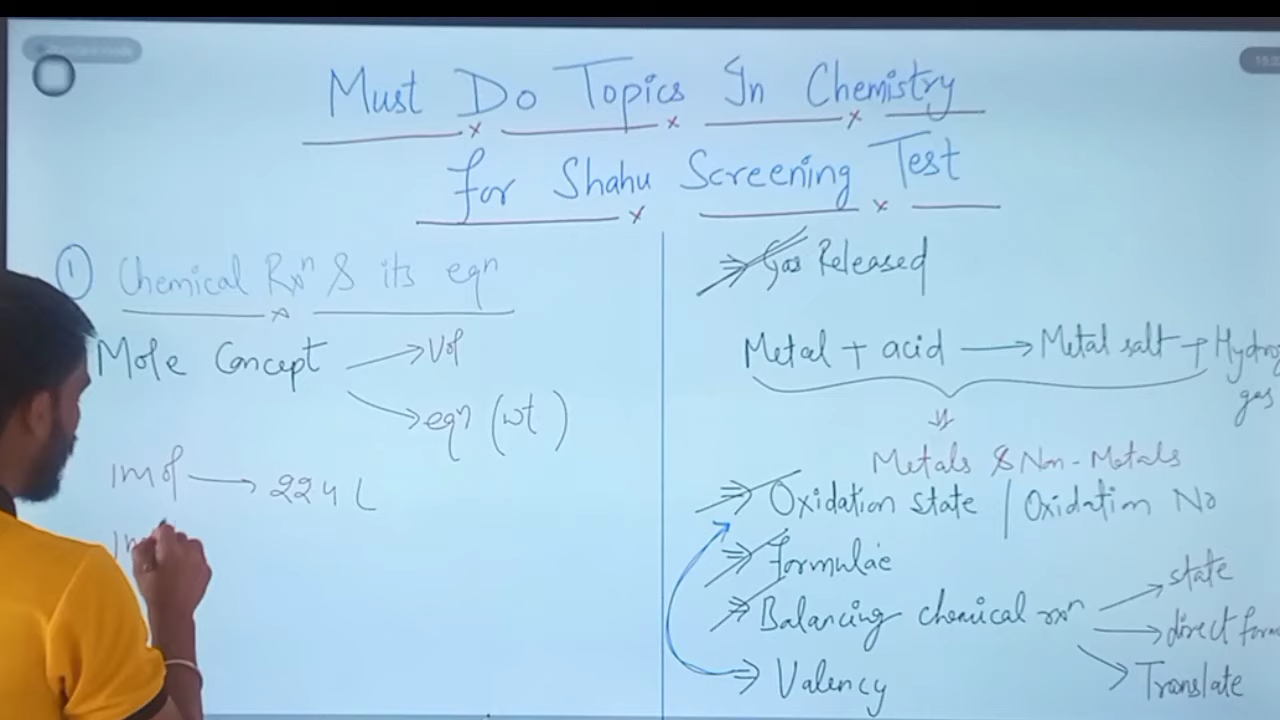 Must Do Topics In Chemistry
for Shahu Screening Test
① Chemical Rxⁿ & its eqn
Mole Concept → Vol
→ eqn (wt)
1 mol → 22.4 L
⇒ Gas Released
Metal + acid → Metal salt + Hydro
gas
Metals & Non-Metals
⇒ Oxidation state / Oxidation No
⇒ formulae
⇒ Balancing chemical rxⁿ → state
→ direct form
→ Translate
⇒ Valency